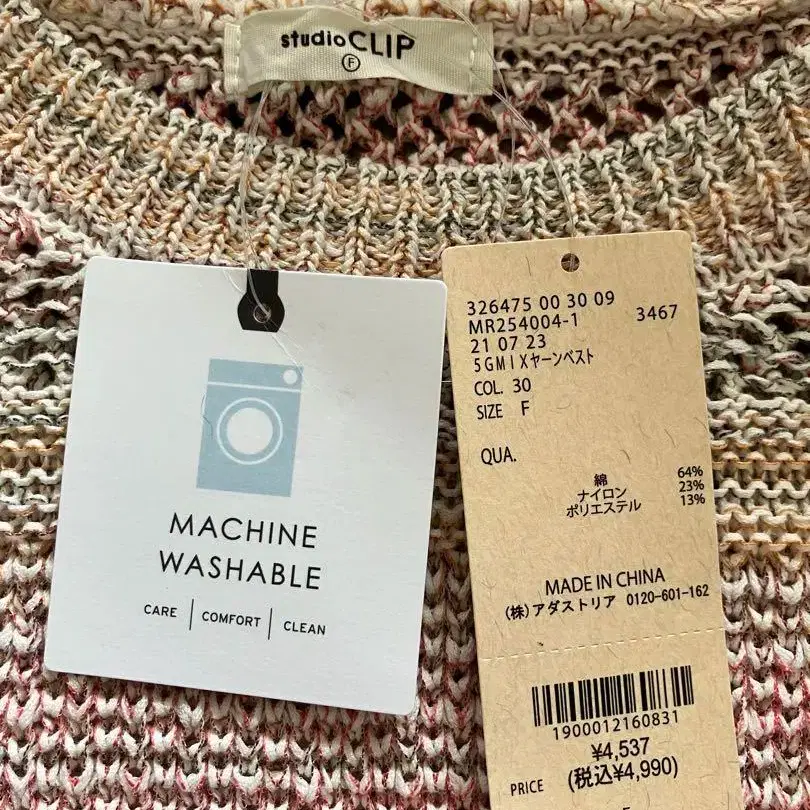 studioCLIP
F
MACHINE
WASHABLE
CARE | COMFORT | CLEAN
326475 00 30 09
MR254004-1 3467
21 07 23
5GMIXヤーンベスト
COL. 30
SIZE F
QUA.
綿 64%
ナイロン 23%
ポリエステル 13%
MADE IN CHINA
(株)アダストリア 0120-601-162
1900012160831
¥4,537
PRICE (税込¥4,990)